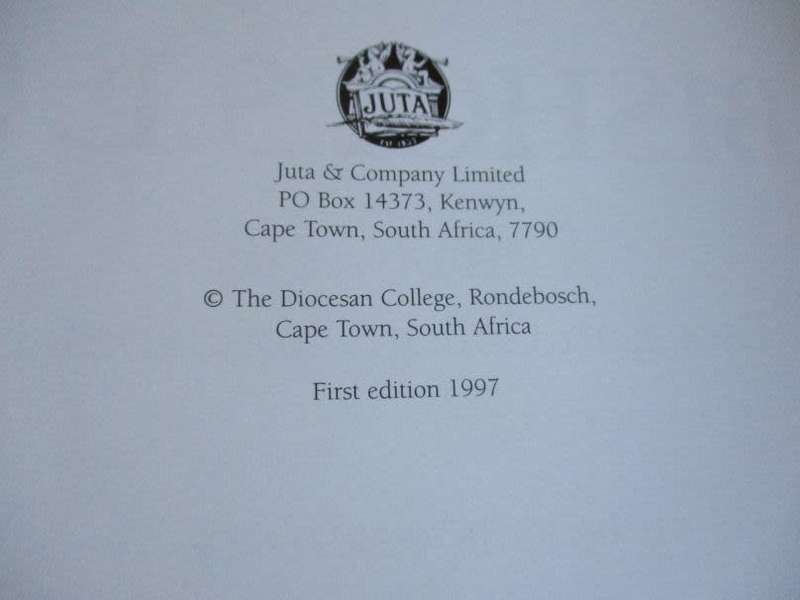 JUTA
Juta & Company Limited
PO Box 14373, Kenwyn,
Cape Town, South Africa, 7790
© The Diocesan College, Rondebosch,
Cape Town, South Africa
First edition 1997